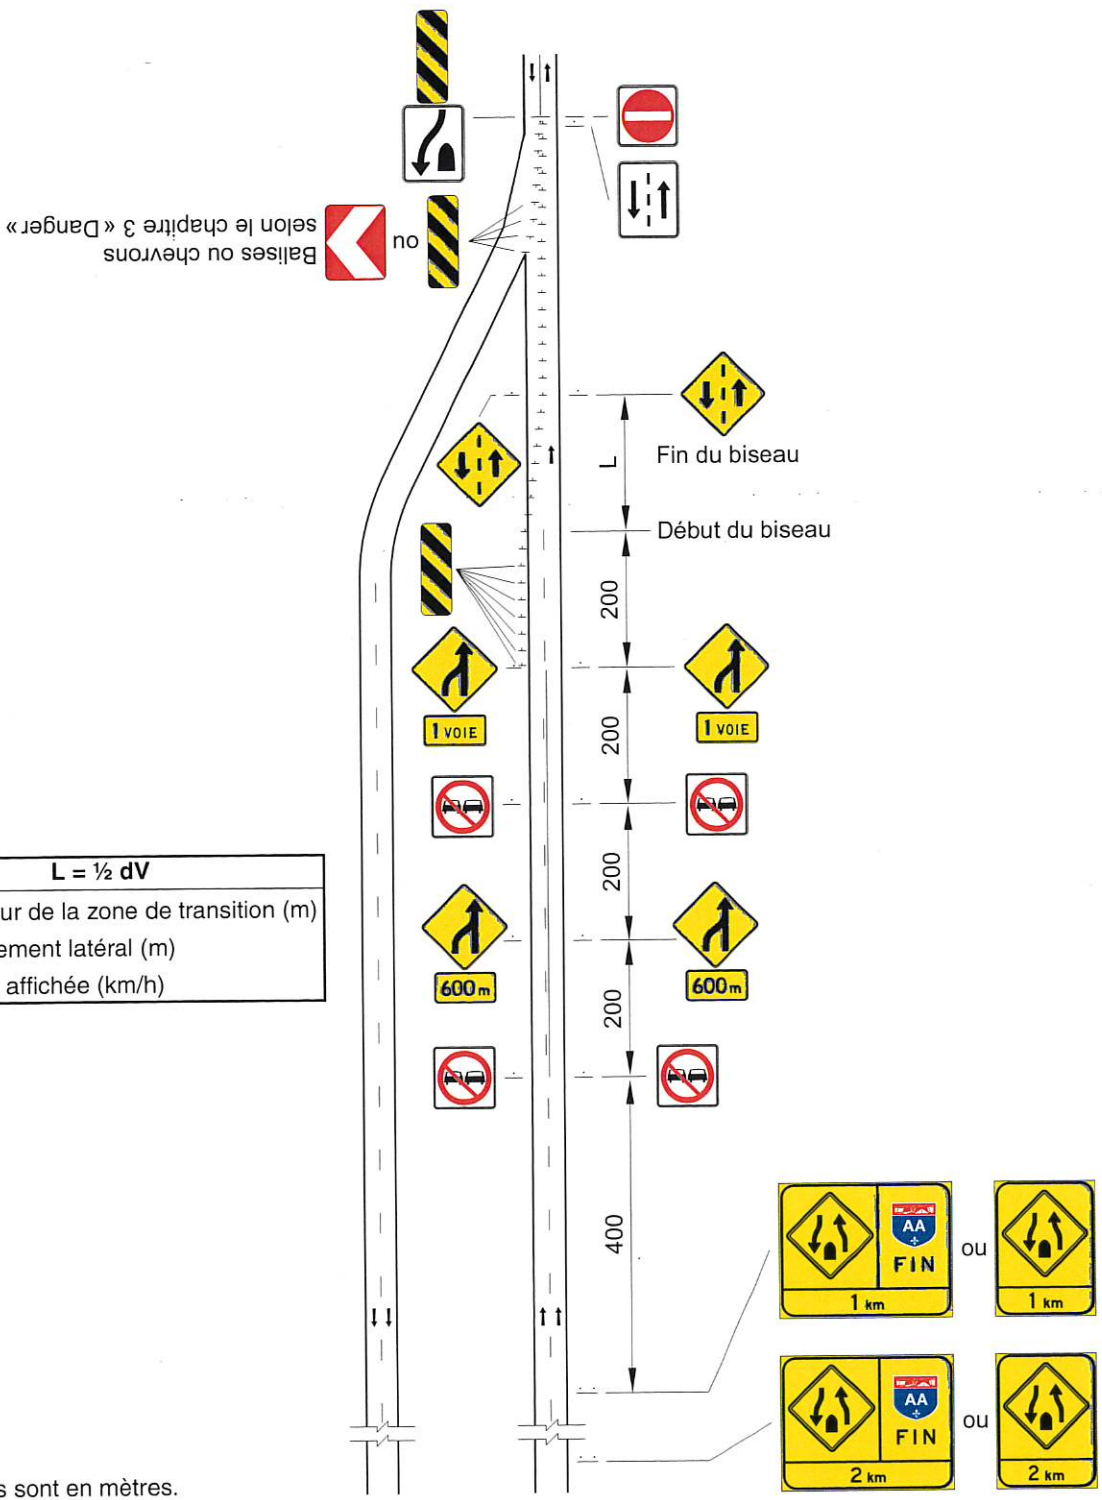 Balises ou chevrons
selon le chapitre 3 « Danger »
ou
L
Fin du biseau
Début du biseau
200
1 VOIE
200
1 VOIE
200
L = ½ dV
ur de la zone de transition (m)
ement latéral (m)
affichée (km/h)
600 m
200
600 m
400
AA
FIN
1 km
ou
1 km
AA
FIN
2 km
ou
2 km
s sont en mètres.